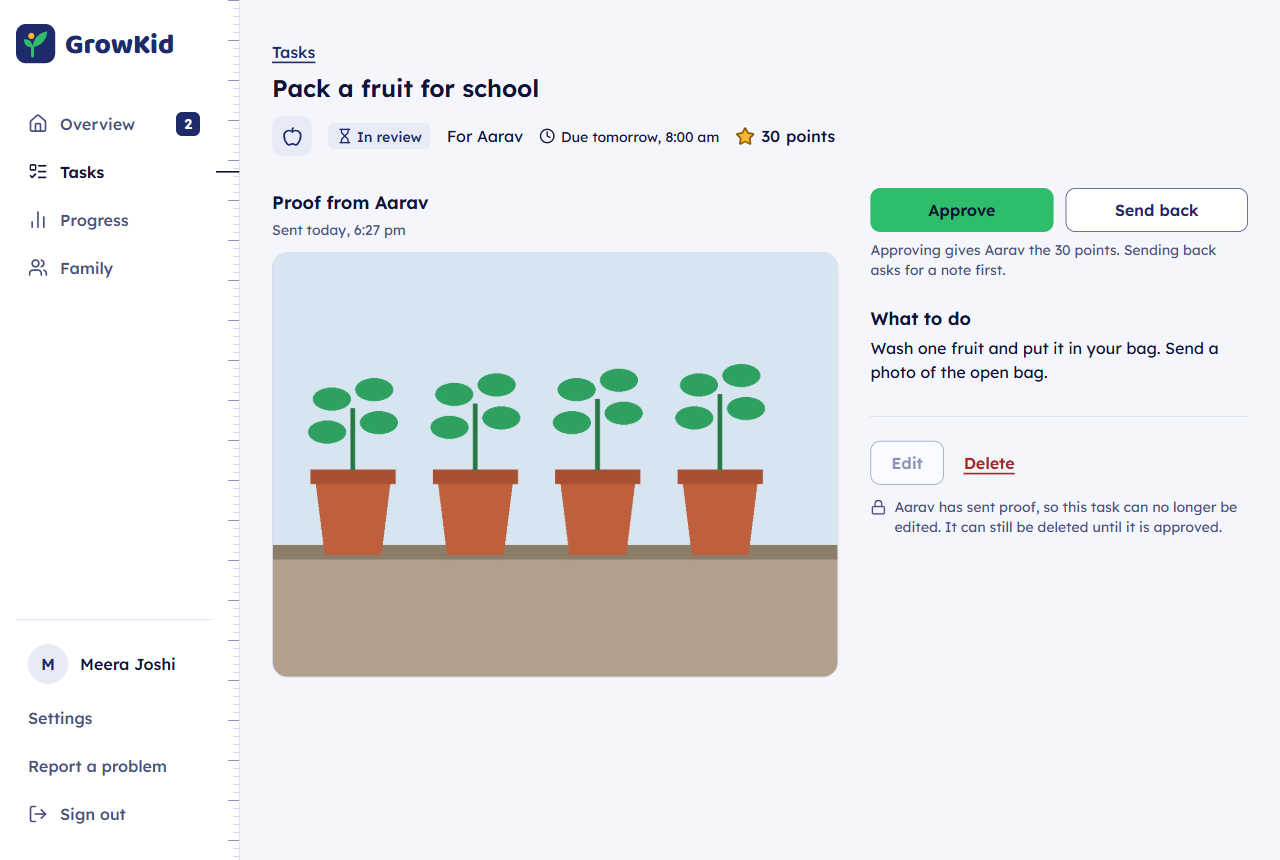 GrowKid
Overview 2
Tasks
Progress
Family
M Meera Joshi
Settings
Report a problem
Sign out
Tasks
Pack a fruit for school
In review For Aarav Due tomorrow, 8:00 am 30 points
Proof from Aarav
Sent today, 6:27 pm
Approve Send back
Approving gives Aarav the 30 points. Sending back
asks for a note first.
What to do
Wash one fruit and put it in your bag. Send a
photo of the open bag.
Edit Delete
Aarav has sent proof, so this task can no longer be
edited. It can still be deleted until it is approved.